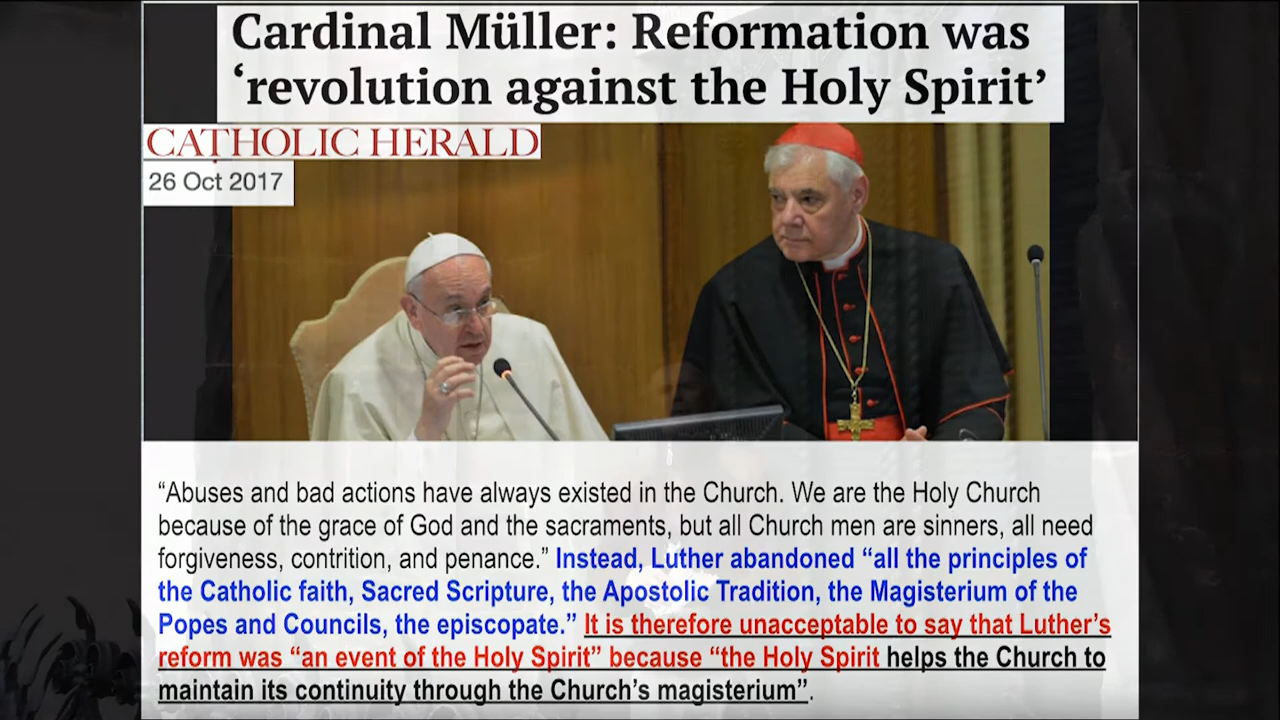 Cardinal Müller: Reformation was
‘revolution against the Holy Spirit’
CATHOLIC HERALD
26 Oct 2017
“Abuses and bad actions have always existed in the Church. We are the Holy Church
because of the grace of God and the sacraments, but all Church men are sinners, all need
forgiveness, contrition, and penance.” Instead, Luther abandoned “all the principles of
the Catholic faith, Sacred Scripture, the Apostolic Tradition, the Magisterium of the
Popes and Councils, the episcopate.” It is therefore unacceptable to say that Luther’s
reform was “an event of the Holy Spirit” because “the Holy Spirit helps the Church to
maintain its continuity through the Church’s magisterium”.